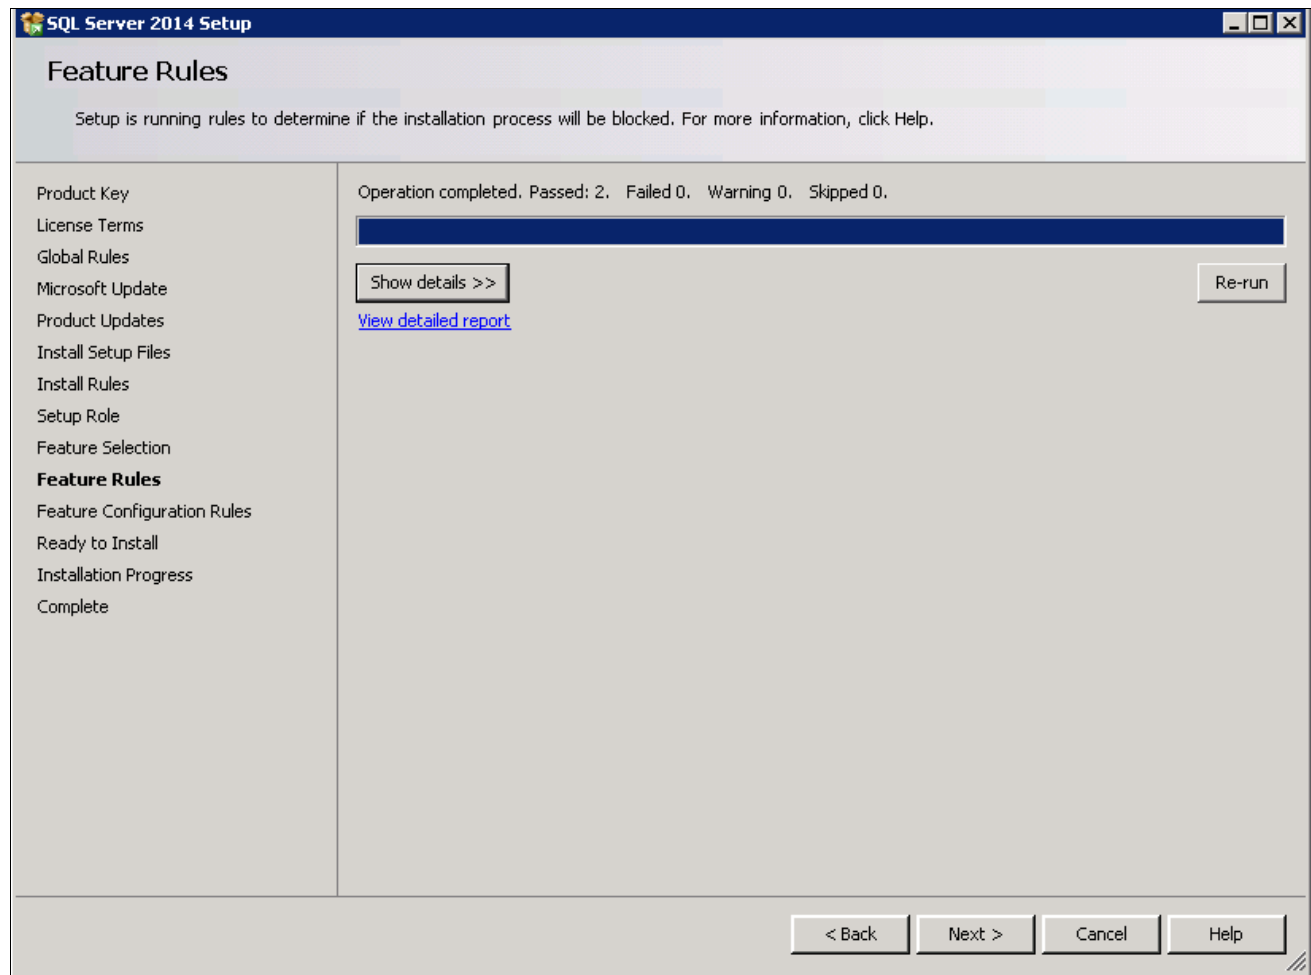 SQL Server 2014 Setup
Feature Rules
Setup is running rules to determine if the installation process will be blocked. For more information, click Help.
Product Key
License Terms
Global Rules
Microsoft Update
Product Updates
Install Setup Files
Install Rules
Setup Role
Feature Selection
Feature Rules
Feature Configuration Rules
Ready to Install
Installation Progress
Complete
Operation completed. Passed: 2. Failed 0. Warning 0. Skipped 0.
Show details >>
Re-run
View detailed report
< Back
Next >
Cancel
Help